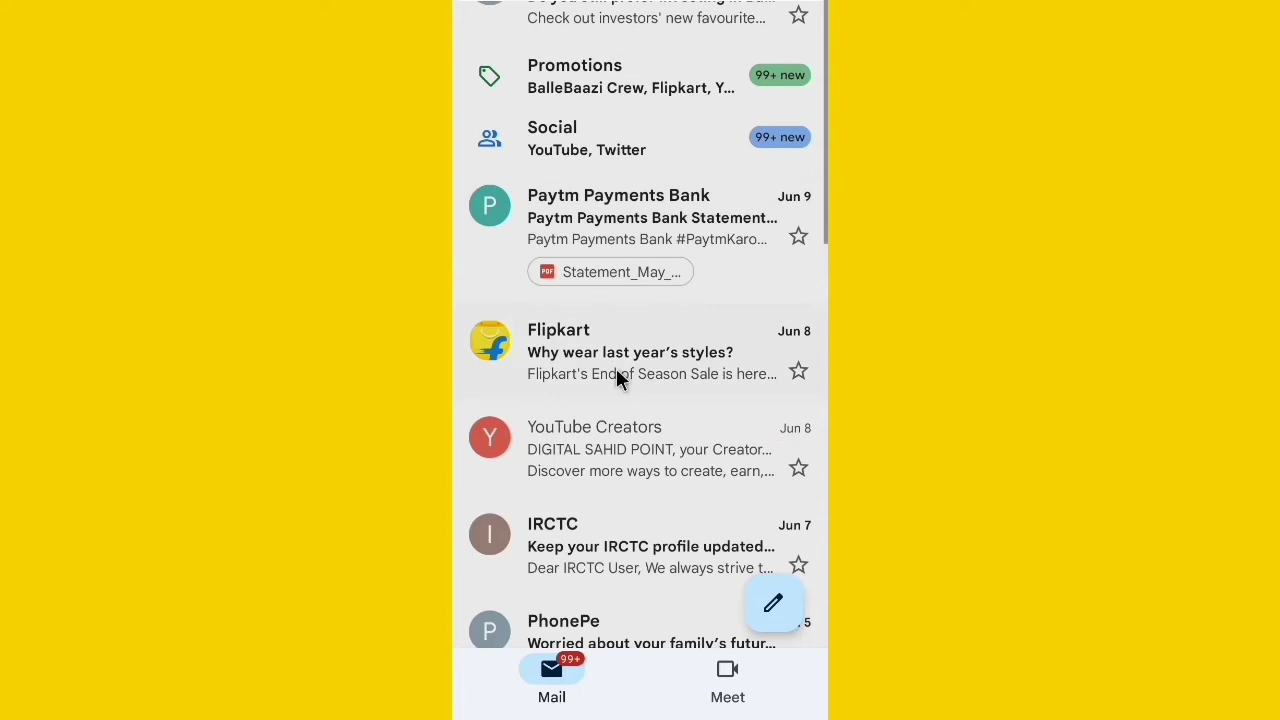 Check out investors' new favourite...
Promotions
99+ new
BalleBaazi Crew, Flipkart, Y...
Social
99+ new
YouTube, Twitter
P
Paytm Payments Bank
Jun 9
Paytm Payments Bank Statement...
Paytm Payments Bank #PaytmKaro...
PDF Statement_May_...
Flipkart
Jun 8
Why wear last year's styles?
Flipkart's End of Season Sale is here...
Y
YouTube Creators
Jun 8
DIGITAL SAHID POINT, your Creator...
Discover more ways to create, earn,...
I
IRCTC
Jun 7
Keep your IRCTC profile updated...
Dear IRCTC User, We always strive t...
P
PhonePe
5
Worried about your family's futur...
99+
Mail
Meet